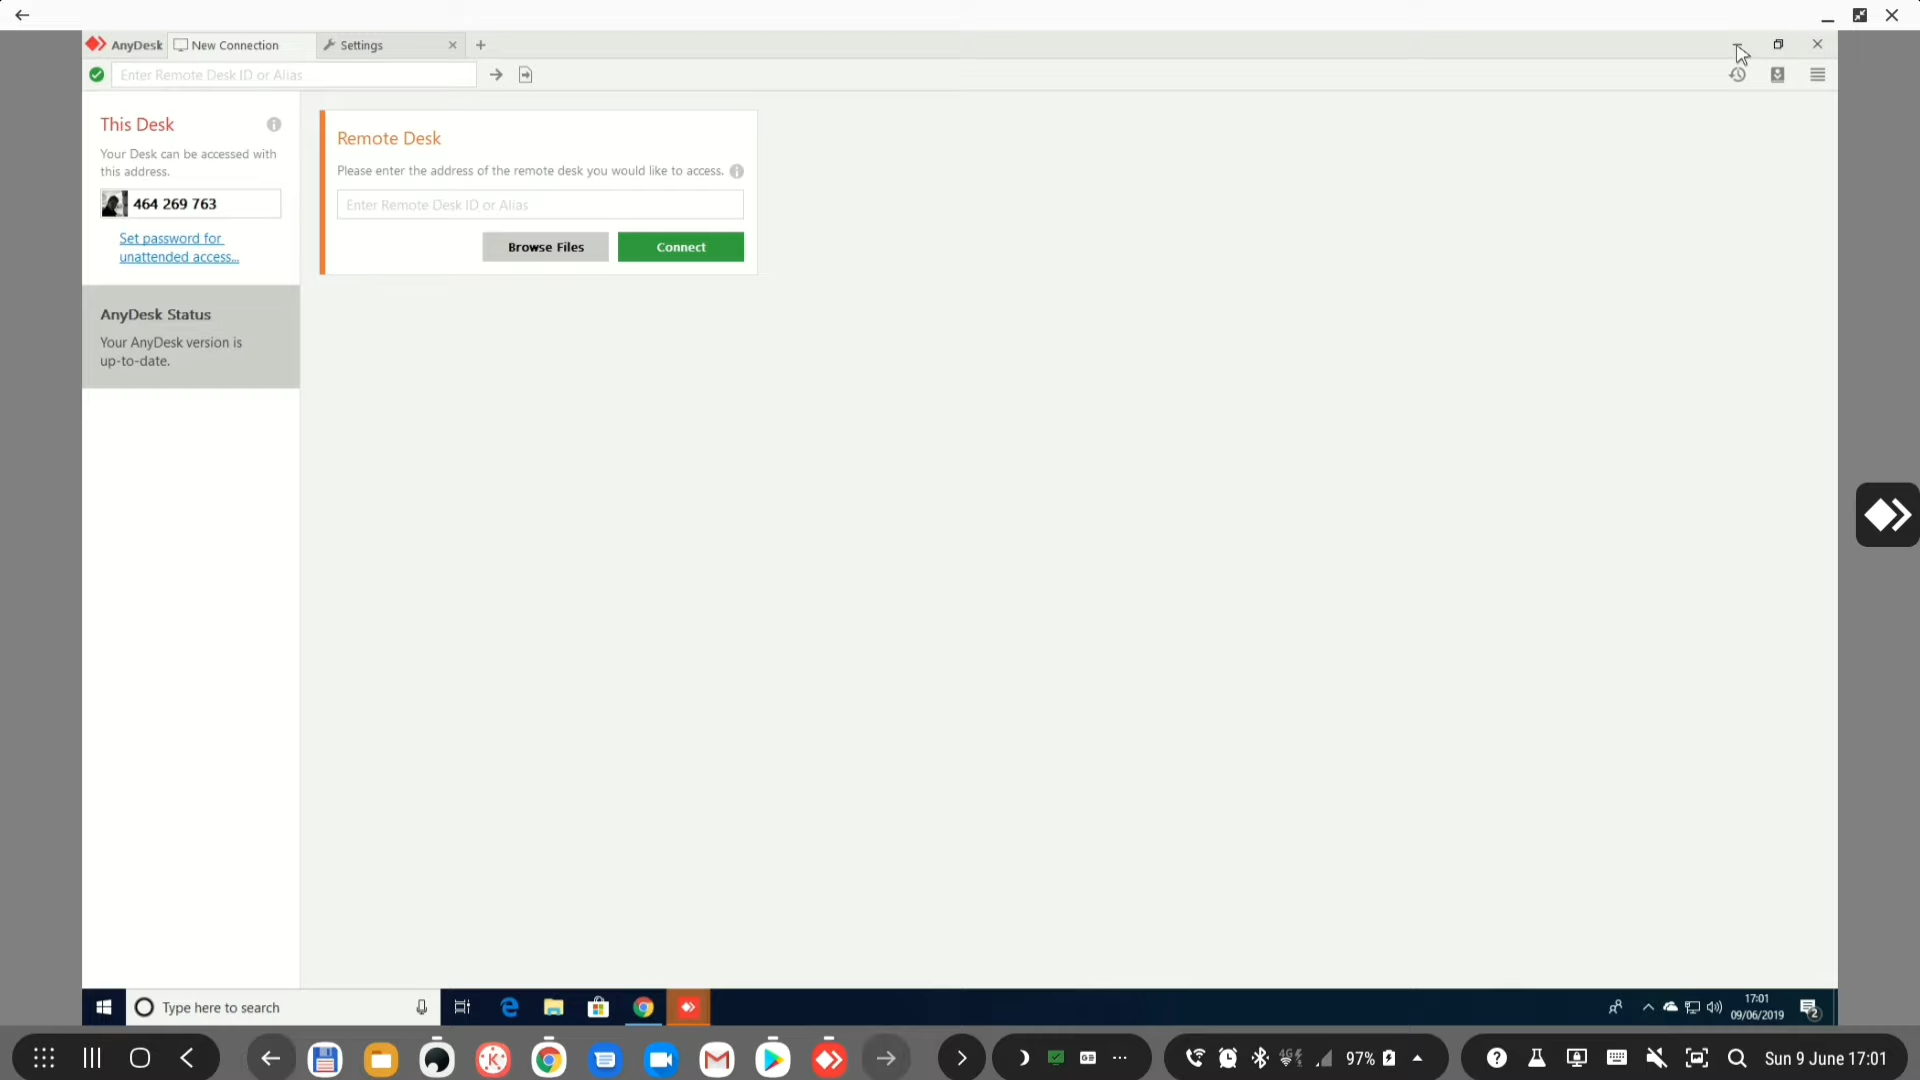 AnyDesk
New Connection
Settings
Enter Remote Desk ID or Alias
This Desk
Your Desk can be accessed with
this address.
464 269 763
Set password for
unattended access...
AnyDesk Status
Your AnyDesk version is
up-to-date.
Remote Desk
Please enter the address of the remote desk you would like to access.
Enter Remote Desk ID or Alias
Browse Files
Connect
Type here to search
17:01
09/06/2019
2
K
4G
97%
Sun 9 June 17:01